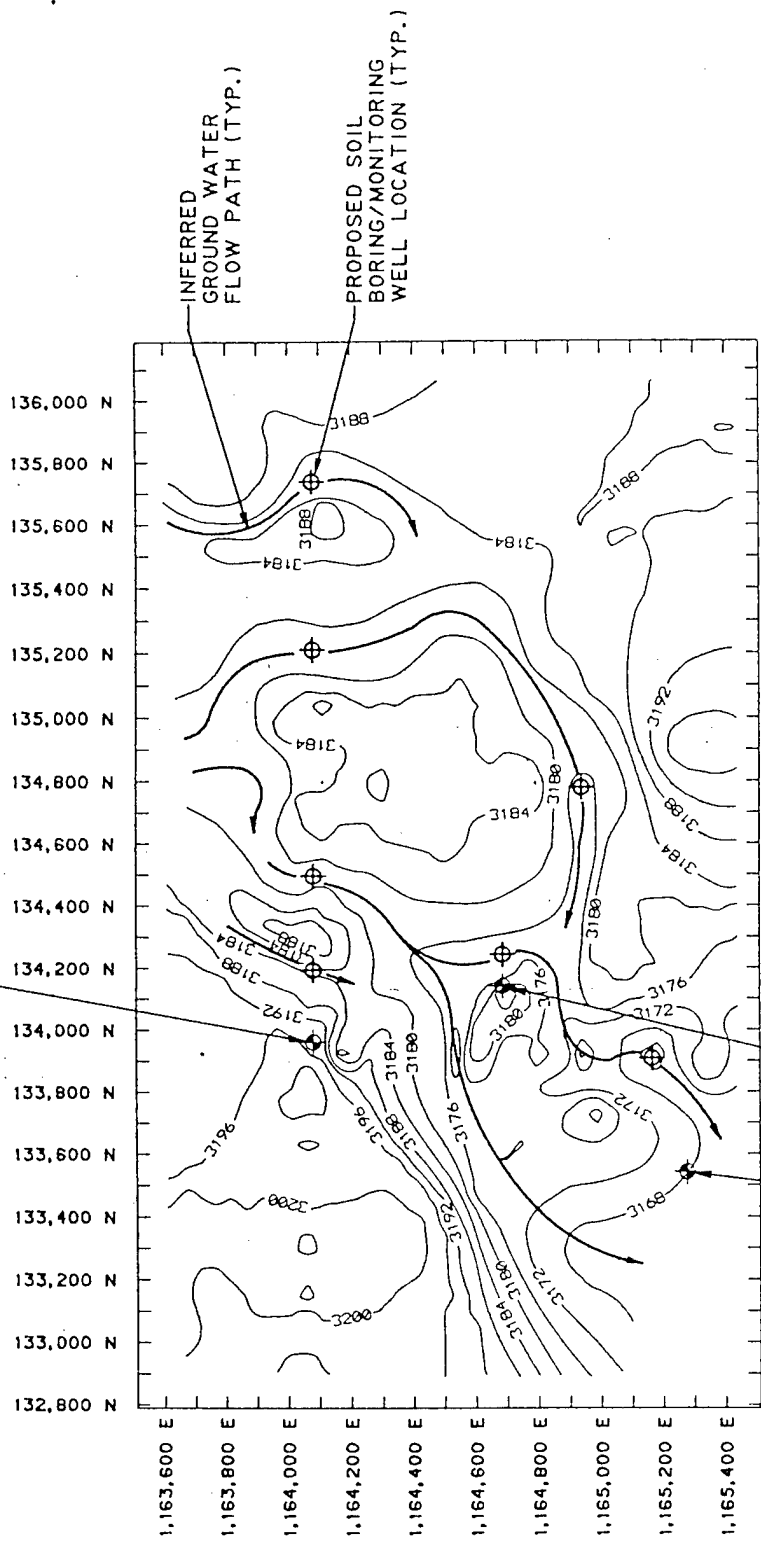 INFERRED
GROUND WATER
FLOW PATH (TYP.)
PROPOSED SOIL
BORING/MONITORING
WELL LOCATION (TYP.)
136,000 N
135,800 N
135,600 N
135,400 N
135,200 N
135,000 N
134,800 N
134,600 N
134,400 N
134,200 N
134,000 N
133,800 N
133,600 N
133,400 N
133,200 N
133,000 N
132,800 N
1,163,600 E
1,163,800 E
1,164,000 E
1,164,200 E
1,164,400 E
1,164,600 E
1,164,800 E
1,165,000 E
1,165,200 E
1,165,400 E
3188
3188
3184
3188
3184
3192
3184
3180
3184
3188
3184
3180
3188
3184
3184
3188
3192
3176
3180
3176
3172
3184
3180
3196
3188
3196
3176
3172
3200
3192
3168
3200
3172
3180
3184